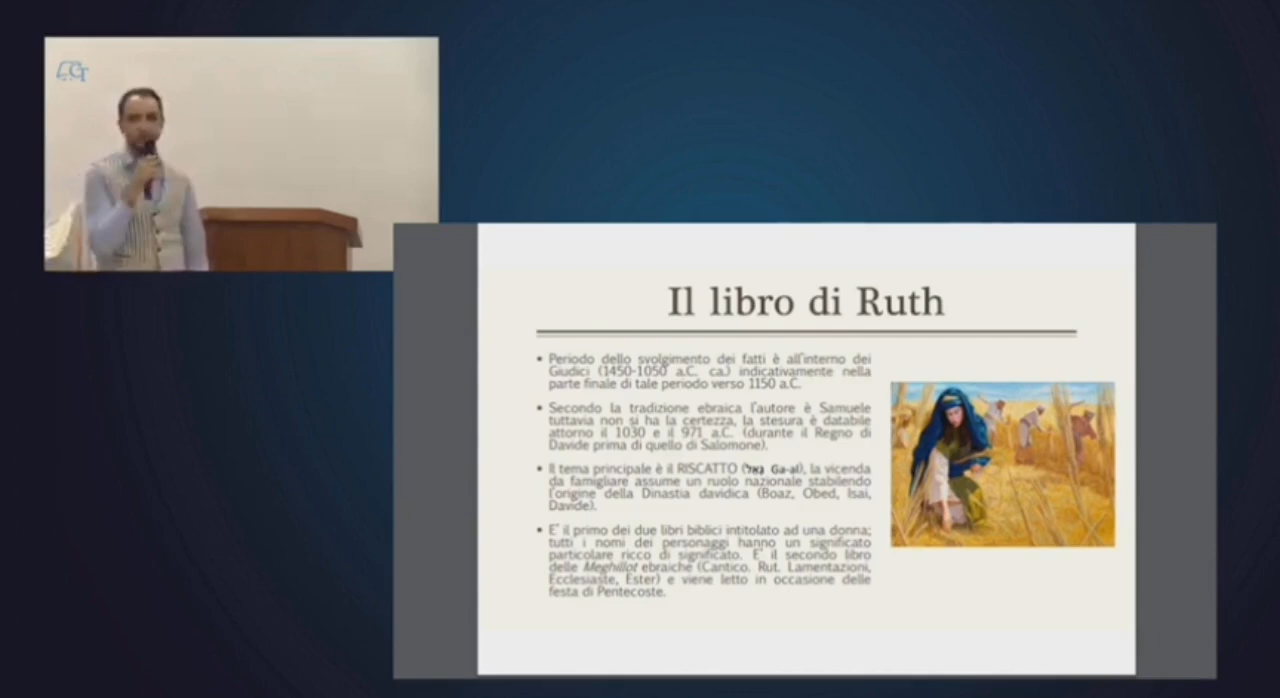 CT
Il libro di Ruth
▪ Periodo dello svolgimento dei fatti è all'interno dei
Giudici (1450-1050 a.C. ca.) indicativamente nella
parte finale di tale periodo verso 1150 a.C.
▪ Secondo la tradizione ebraica l'autore è Samuele
tuttavia non si ha la certezza, la stesura è databile
attorno il 1030 e il 971 a.C. (durante il Regno di
Davide prima di quello di Salomone).
▪ Il tema principale è il RISCATTO (גאל Ga-al), la vicenda
da famigliare assume un ruolo nazionale stabilendo
l'origine della Dinastia davidica (Boaz, Obed, Isai,
Davide).
▪ E' il primo dei due libri biblici intitolato ad una donna;
tutti i nomi dei personaggi hanno un significato
particolare ricco di significato. E' il secondo libro
delle Meghillot ebraiche (Cantico. Rut. Lamentazioni,
Ecclesiaste, Ester) e viene letto in occasione delle
festa di Pentecoste.